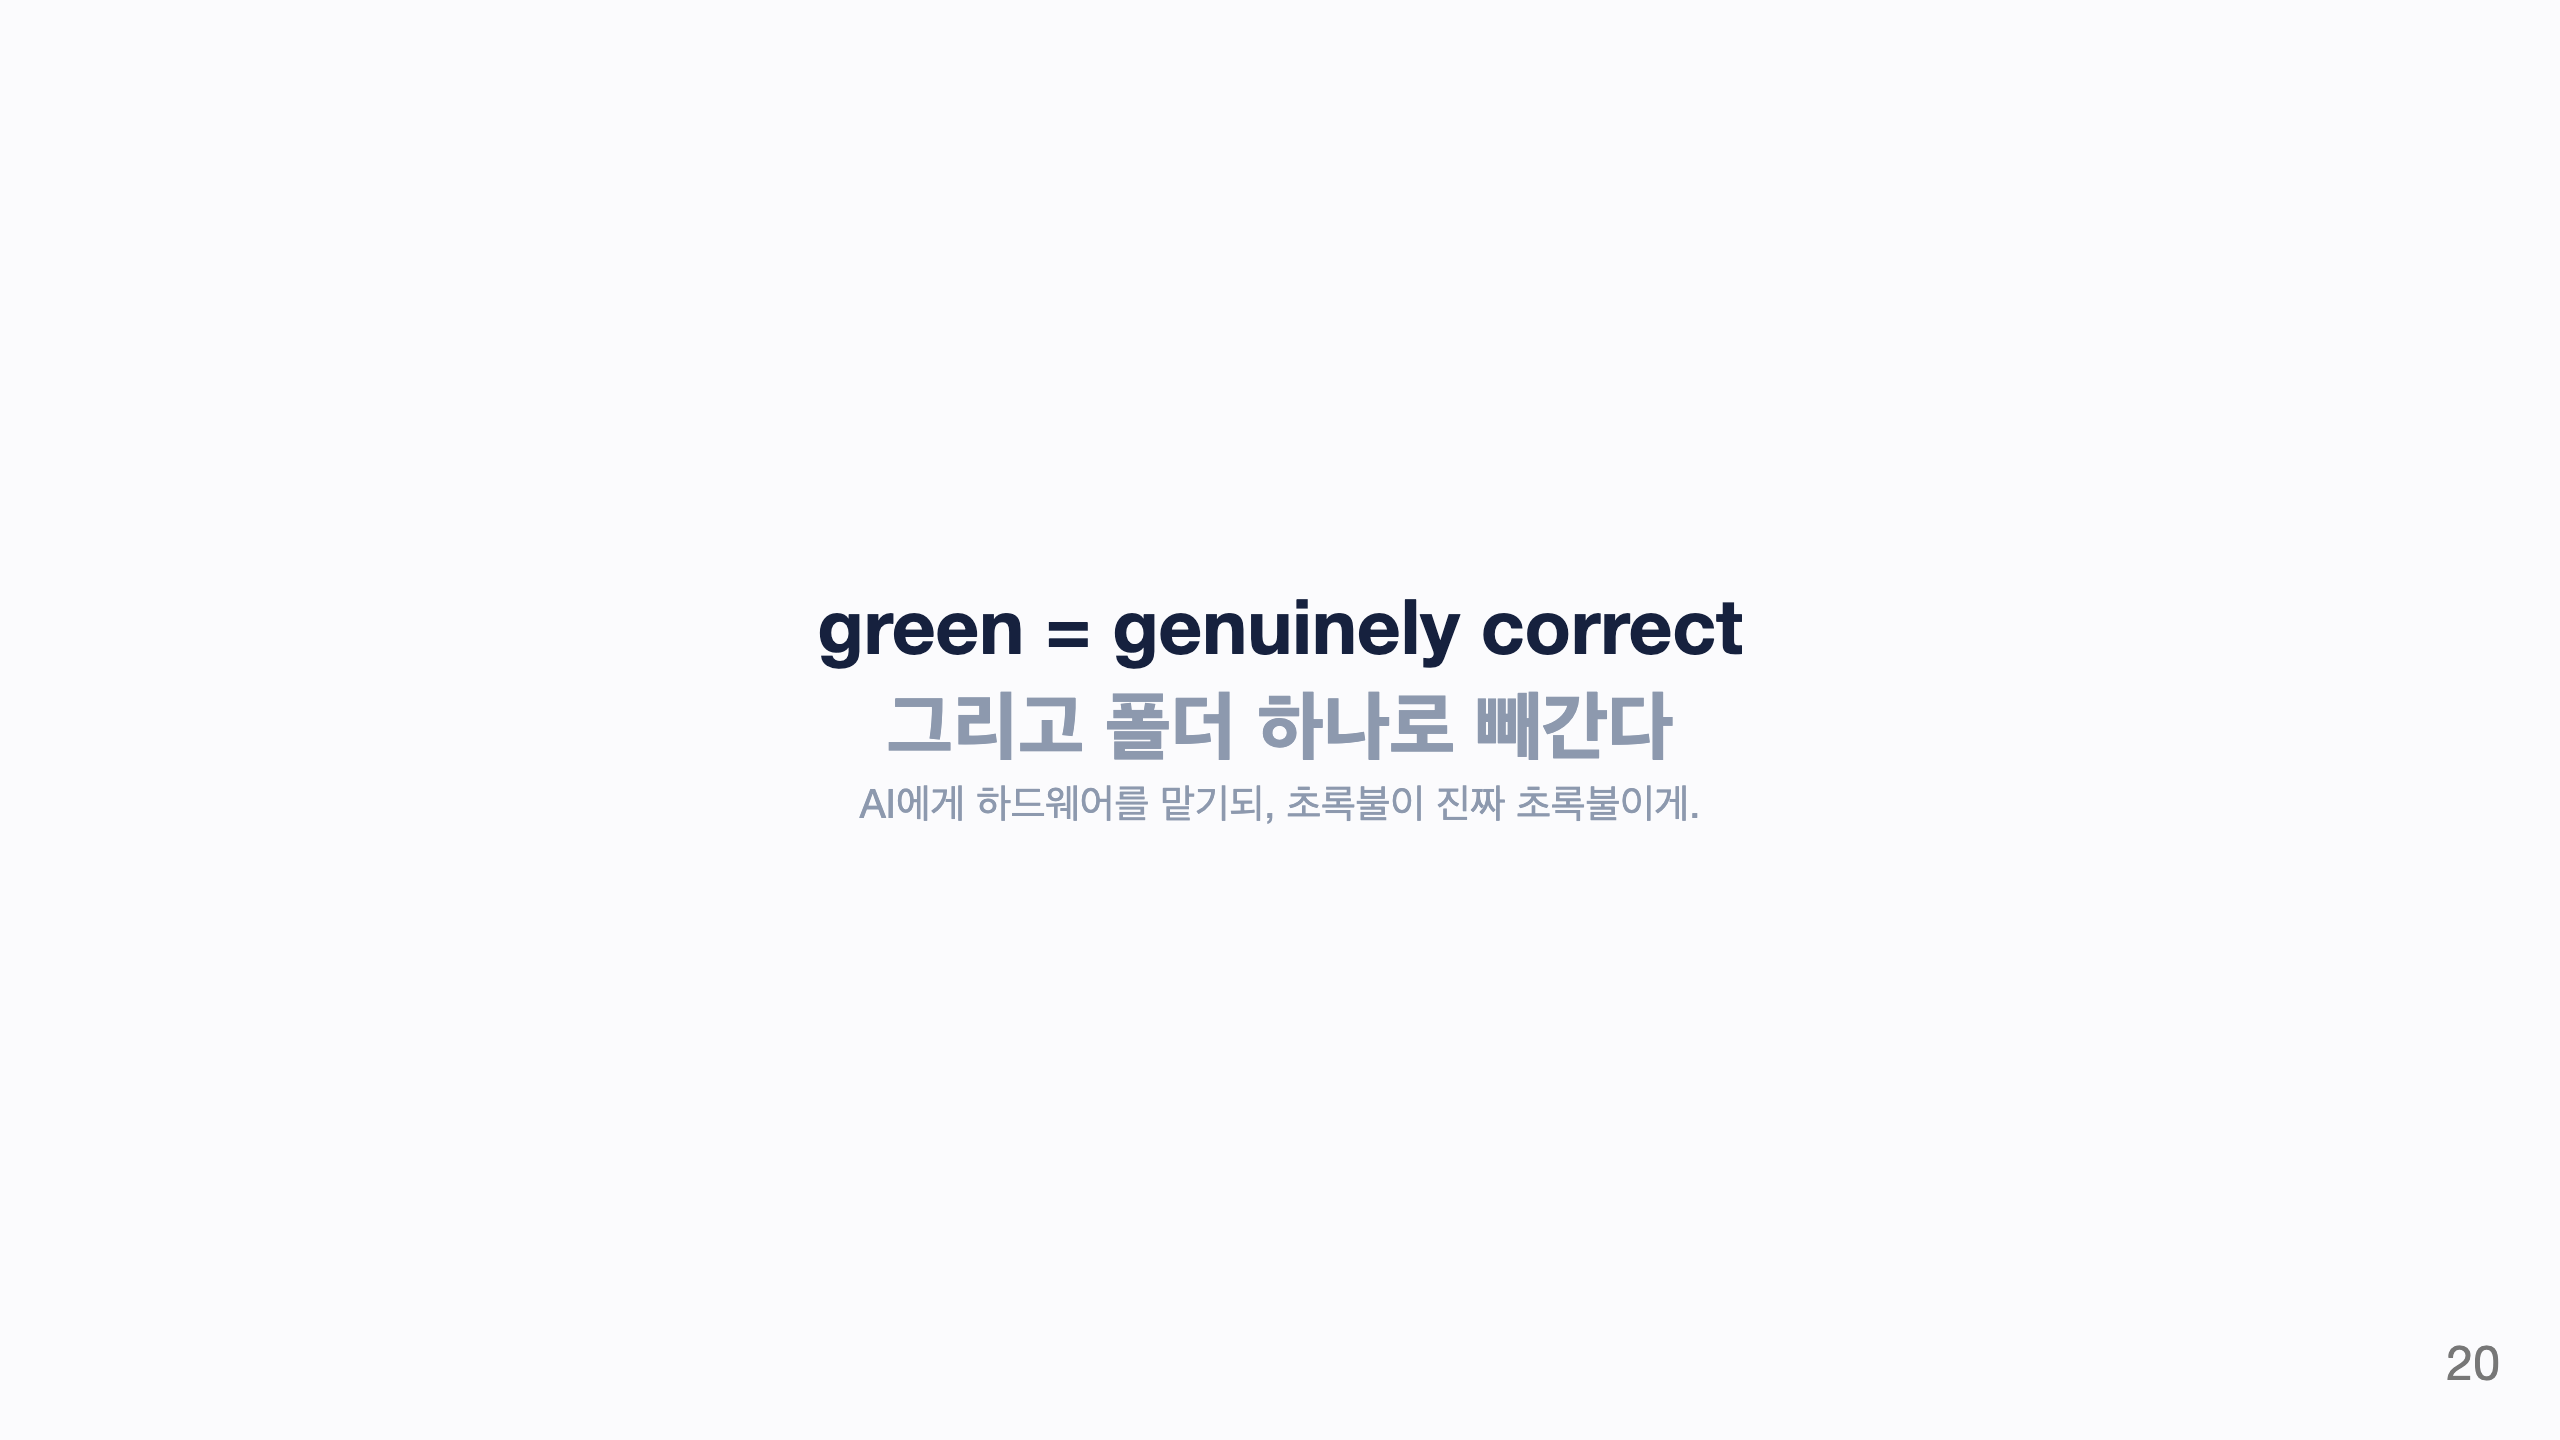 green = genuinely correct
그리고 폴더 하나로 빼간다
AI에게 하드웨어를 맡기되, 초록불이 진짜 초록불이게.
20